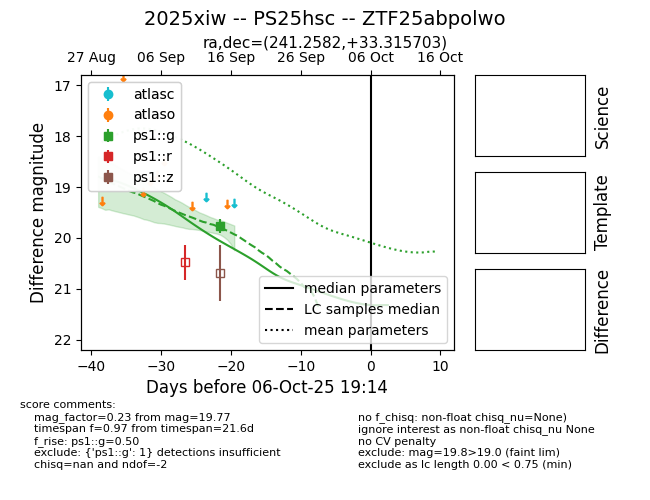 2025xiw -- PS25hsc -- ZTF25abpolwo
ra,dec=(241.2582,+33.315703)
27 Aug 06 Sep 16 Sep 26 Sep 06 Oct 16 Oct
17
18
19
20
21
22
Difference magnitude
atlasc
atlaso
ps1::g
ps1::r
ps1::z
median parameters
LC samples median
mean parameters
−40 −30 −20 −10 0 10
Days before 06-Oct-25 19:14
Science
Template
Difference
score comments:
mag_factor=0.23 from mag=19.77
timespan f=0.97 from timespan=21.6d
f_rise: ps1::g=0.50
exclude: {'ps1::g': 1} detections insufficient
chisq=nan and ndof=-2
no f_chisq: non-float chisq_nu=None)
ignore interest as non-float chisq_nu None
no CV penalty
exclude: mag=19.8>19.0 (faint lim)
exclude as lc length 0.00 < 0.75 (min)